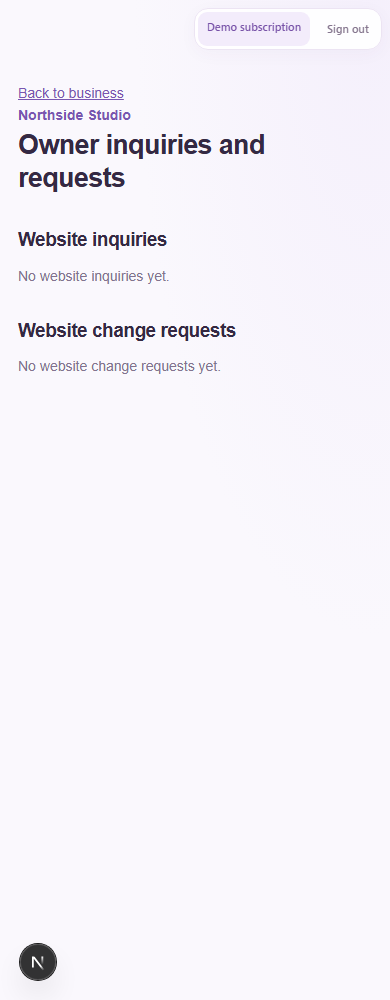 Demo subscription
Sign out
Back to business
Northside Studio
Owner inquiries and
requests
Website inquiries
No website inquiries yet.
Website change requests
No website change requests yet.
N